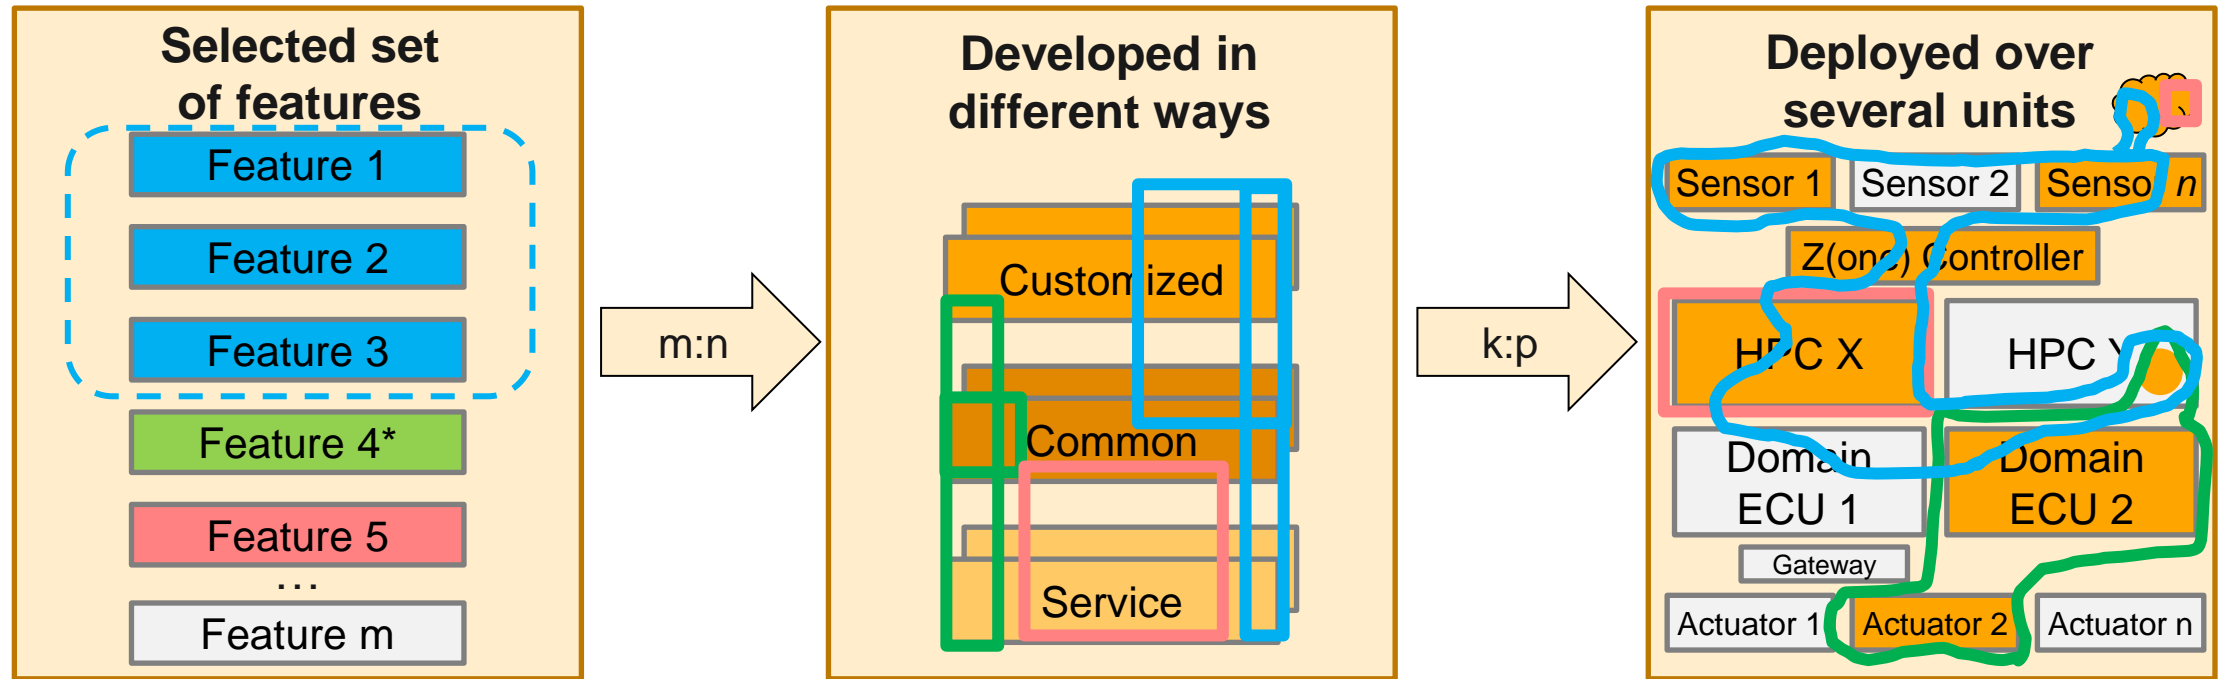 Selected set
of features
Feature 1
Feature 2
Feature 3
Feature 4*
Feature 5
...
Feature m
m:n
Developed in
different ways
Customized
Common
Service
k:p
Deployed over
several units
Sensor 1
Sensor 2
Sensor n
Z(one) Controller
HPC X
HPC Y
Domain
ECU 1
Domain
ECU 2
Gateway
Actuator 1
Actuator 2
Actuator n